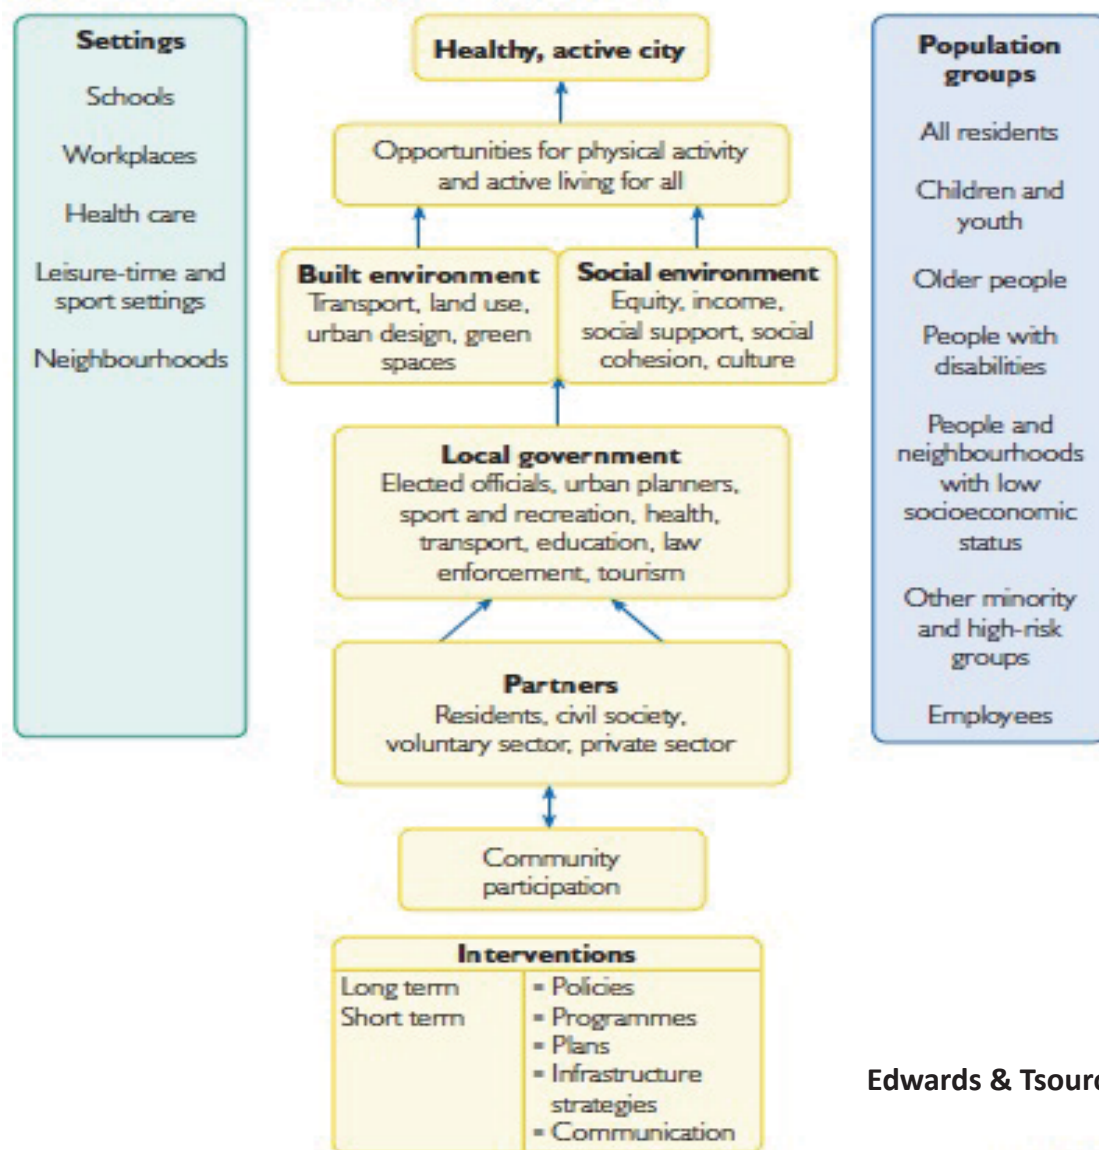 Settings
Schools
Workplaces
Health care
Leisure-time and
sport settings
Neighbourhoods
Healthy, active city
Opportunities for physical activity
and active living for all
Built environment
Transport, land use,
urban design, green
spaces
Social environment
Equity, income,
social support, social
cohesion, culture
Local government
Elected officials, urban planners,
sport and recreation, health,
transport, education, law
enforcement, tourism
Partners
Residents, civil society,
voluntary sector, private sector
Community
participation
Interventions
Long term
Short term
▪ Policies
▪ Programmes
▪ Plans
▪ Infrastructure
strategies
▪ Communication
Population
groups
All residents
Children and
youth
Older people
People with
disabilities
People and
neighbourhoods
with low
socioeconomic
status
Other minority
and high-risk
groups
Employees
Edwards & Tsouro